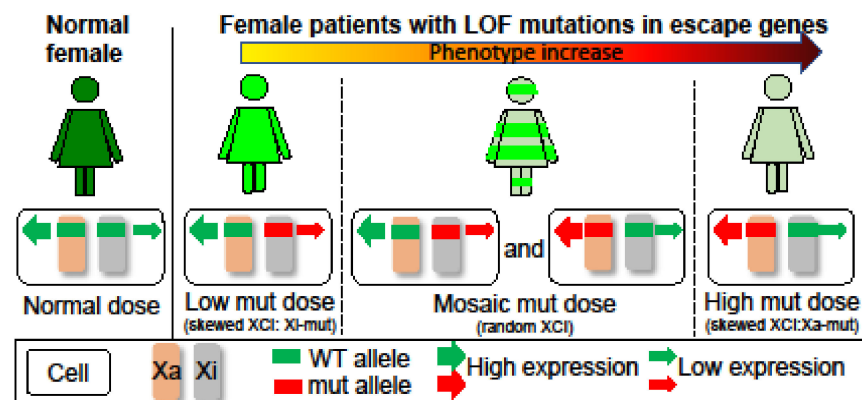 Normal female
Female patients with LOF mutations in escape genes
Phenotype increase
and
Normal dose
Low mut dose
(skewed XCI: Xi-mut)
Mosaic mut dose
(random XCI)
High mut dose
(skewed XCI:Xa-mut)
Cell
Xa Xi
WT allele
mut allele
High expression
Low expression